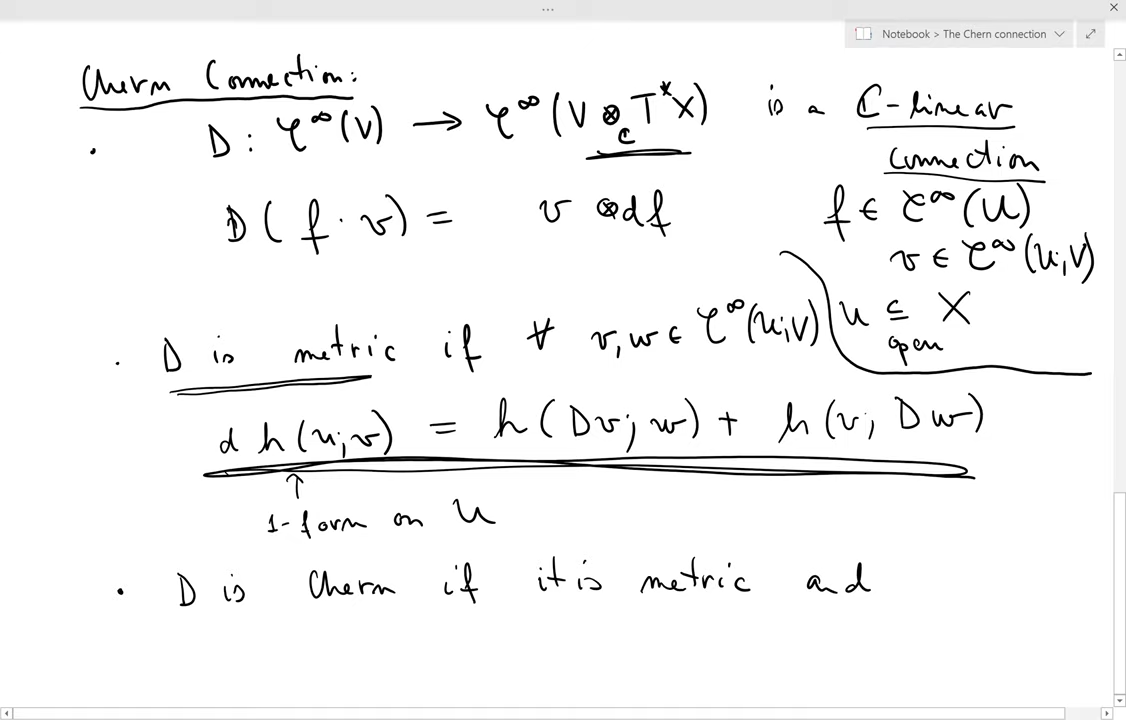 Notebook > The Chern connection
Chern Connection:
• D : C^∞(V) → C^∞(V ⊗_C T*X) is a C-linear connection
D( f · v) = v ⊗ df
f ∈ C^∞(U)
v ∈ C^∞(U; V)
U ⊆ X
open
• D is metric if ∀ v, w ∈ C^∞(U; V)
d h(u; v) = h( Dv; w) + h(v; Dw)
↑
1-form on U
• D is Chern if it is metric and